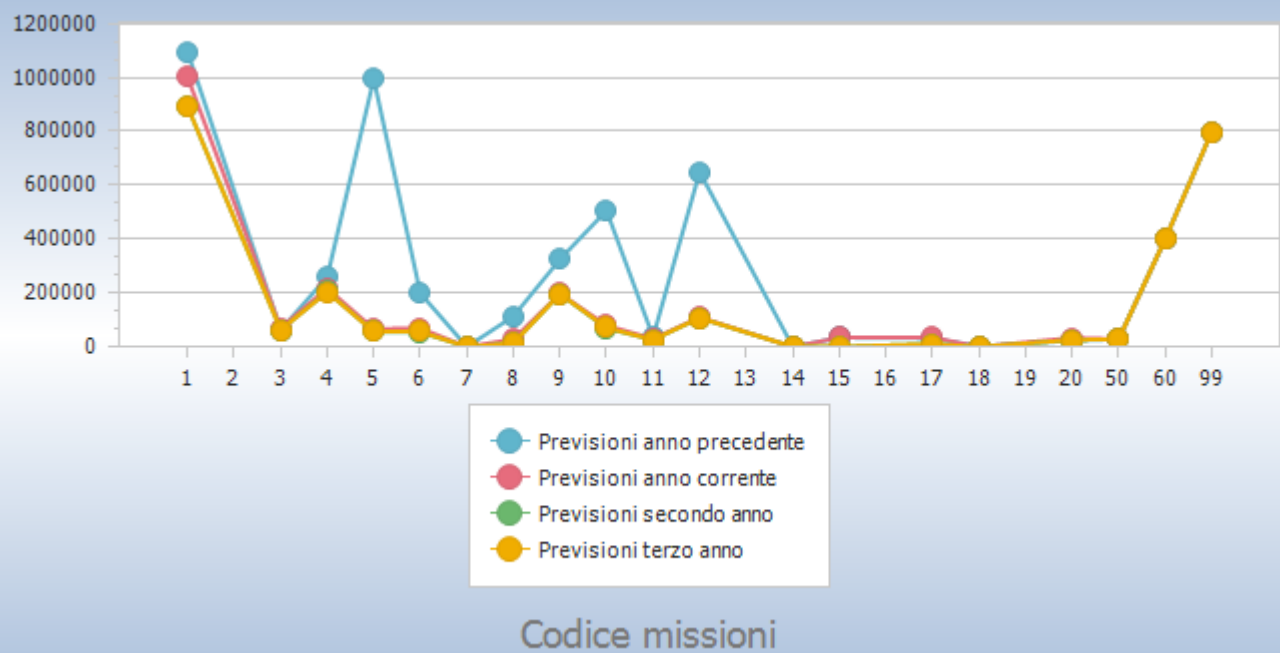 1200000
1000000
800000
600000
400000
200000
0
1 2 3 4 5 6 7 8 9 10 11 12 13 14 15 16 17 18 19 20 50 60 99
Previsioni anno precedente
Previsioni anno corrente
Previsioni secondo anno
Previsioni terzo anno
Codice missioni